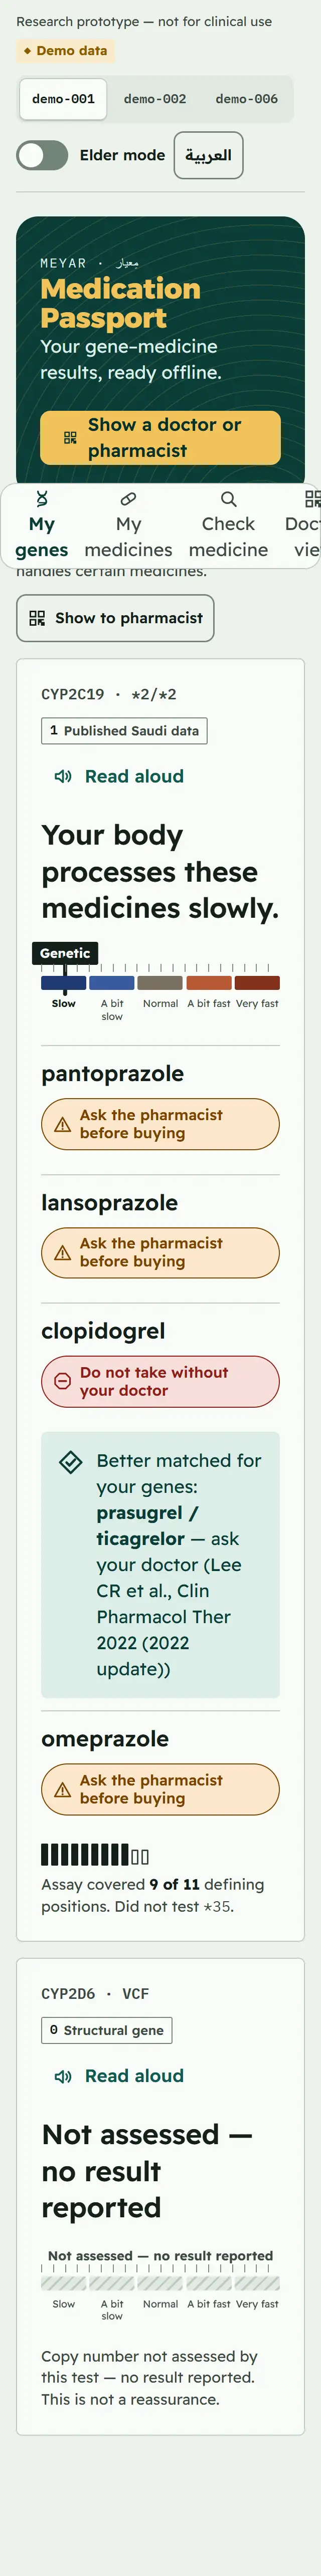 Research prototype — not for clinical use
Demo data
demo-001 demo-002 demo-006
Elder mode العربية
MEYAR · مِعيار
Medication
Passport
Your gene–medicine
results, ready offline.
Show a doctor or
pharmacist
My
genes
My
medicines
Check
medicine
handles certain medicines.
Show to pharmacist
CYP2C19 · *2/*2
1 Published Saudi data
Read aloud
Your body
processes these
medicines slowly.
Genetic
Slow A bit slow Normal A bit fast Very fast
pantoprazole
Ask the pharmacist
before buying
lansoprazole
Ask the pharmacist
before buying
clopidogrel
Do not take without
your doctor
Better matched for
your genes:
prasugrel /
ticagrelor — ask
your doctor (Lee
CR et al., Clin
Pharmacol Ther
2022 (2022
update))
omeprazole
Ask the pharmacist
before buying
Assay covered 9 of 11 defining
positions. Did not test *35.
CYP2D6 · VCF
0 Structural gene
Read aloud
Not assessed —
no result
reported
Not assessed — no result reported
Slow A bit slow Normal A bit fast Very fast
Copy number not assessed by
this test — no result reported.
This is not a reassurance.